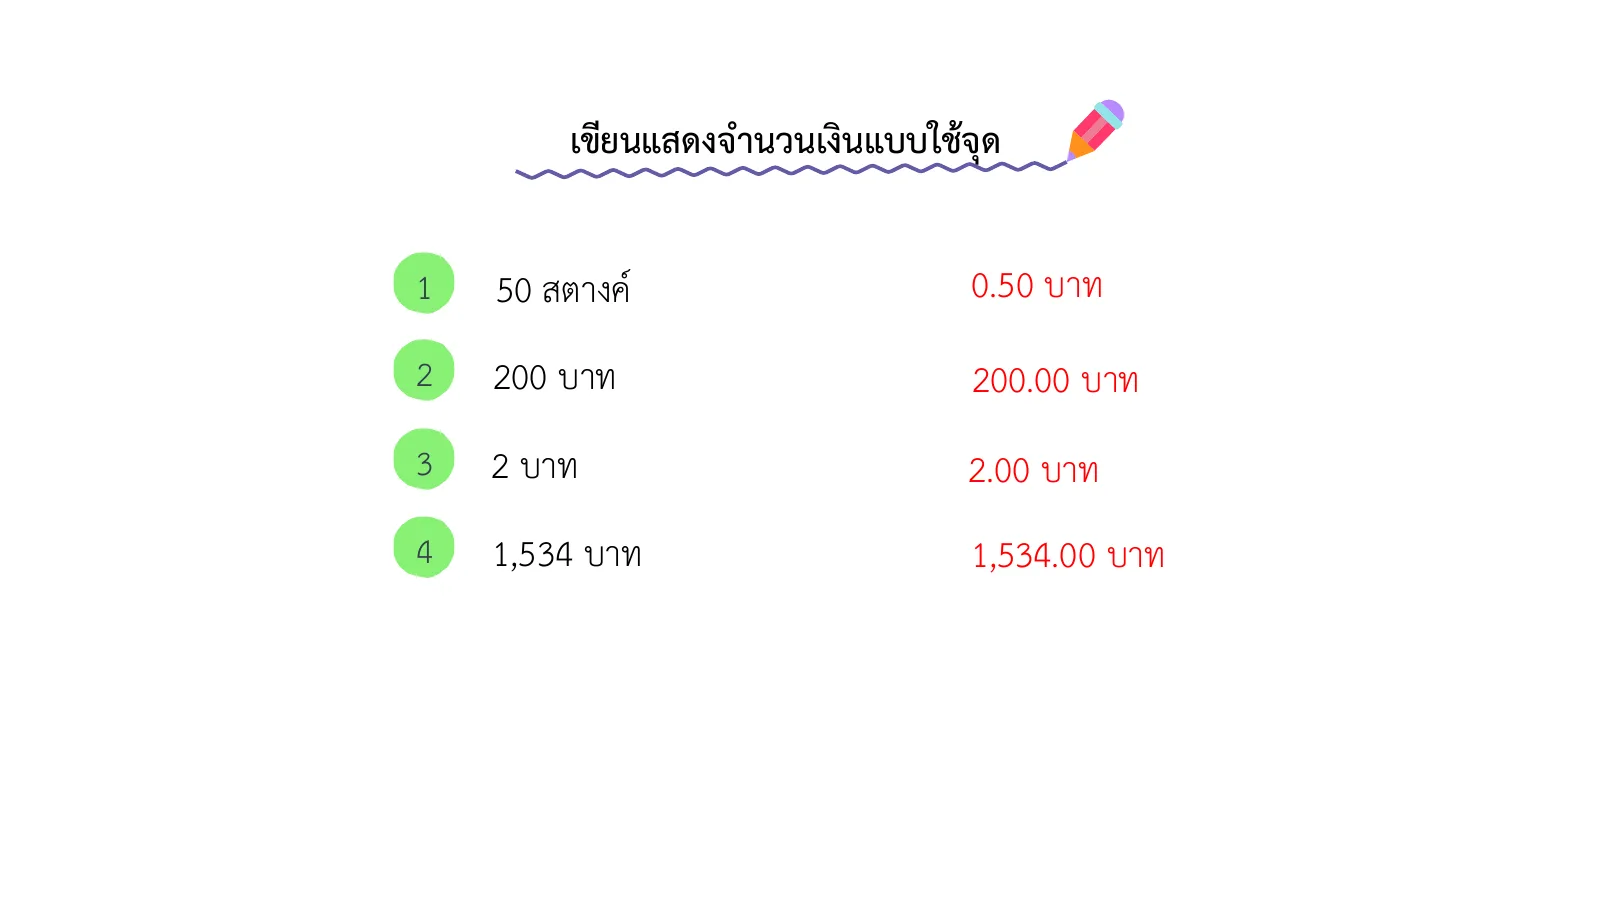 เขียนแสดงจำนวนเงินแบบใช้จุด
1 50 สตางค์ 0.50 บาท
2 200 บาท 200.00 บาท
3 2 บาท 2.00 บาท
4 1,534 บาท 1,534.00 บาท